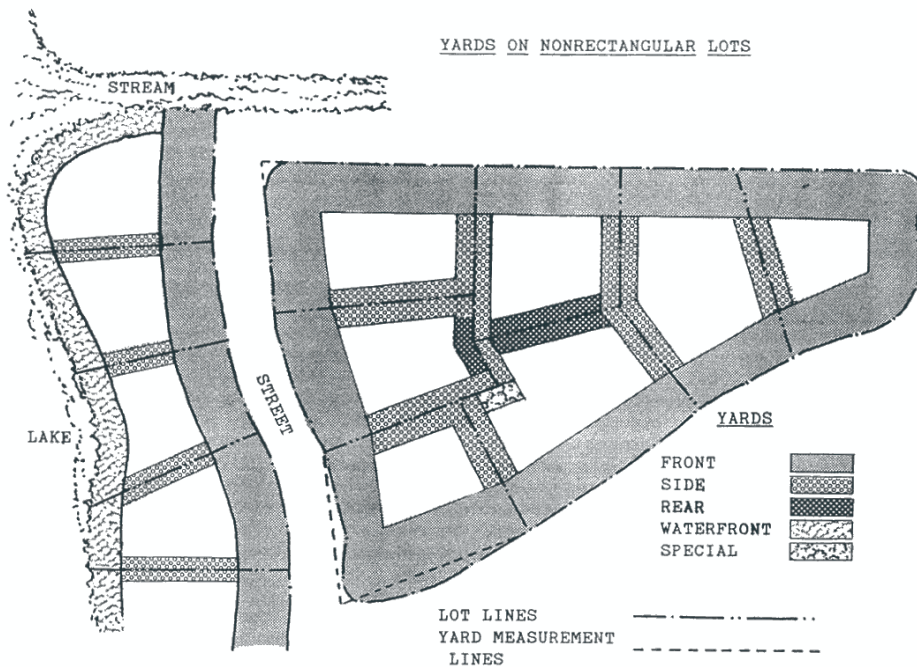 YARDS ON NONRECTANGULAR LOTS
STREAM
STREET
LAKE
YARDS
FRONT
SIDE
REAR
WATERFRONT
SPECIAL
LOT LINES
YARD MEASUREMENT
LINES